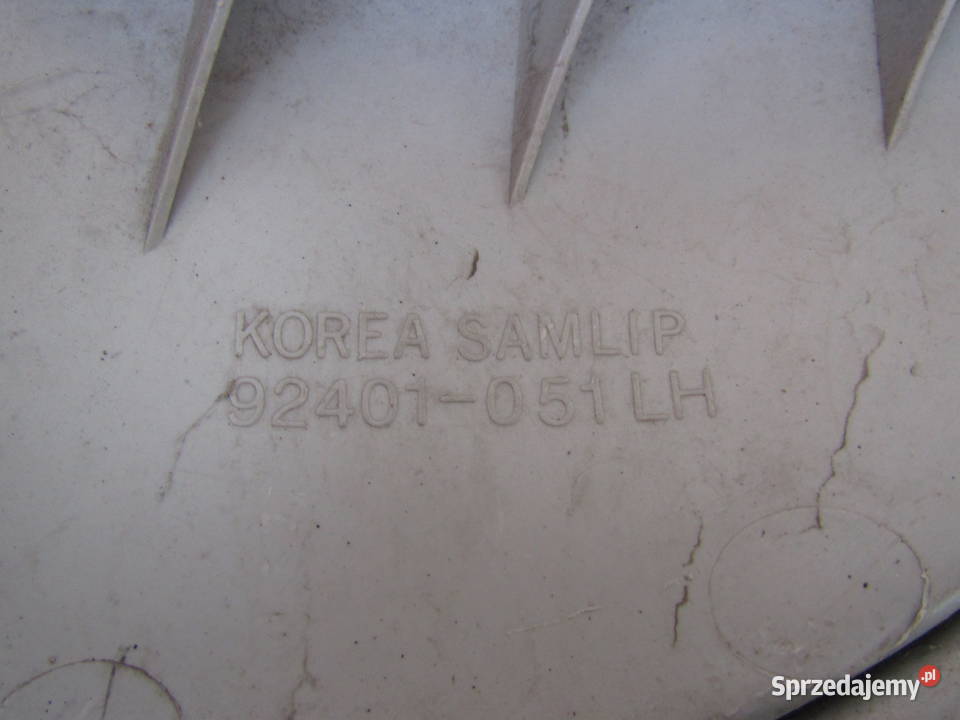 KOREA SAMLIP
92401-051 LH
Sprzedajemy.pl